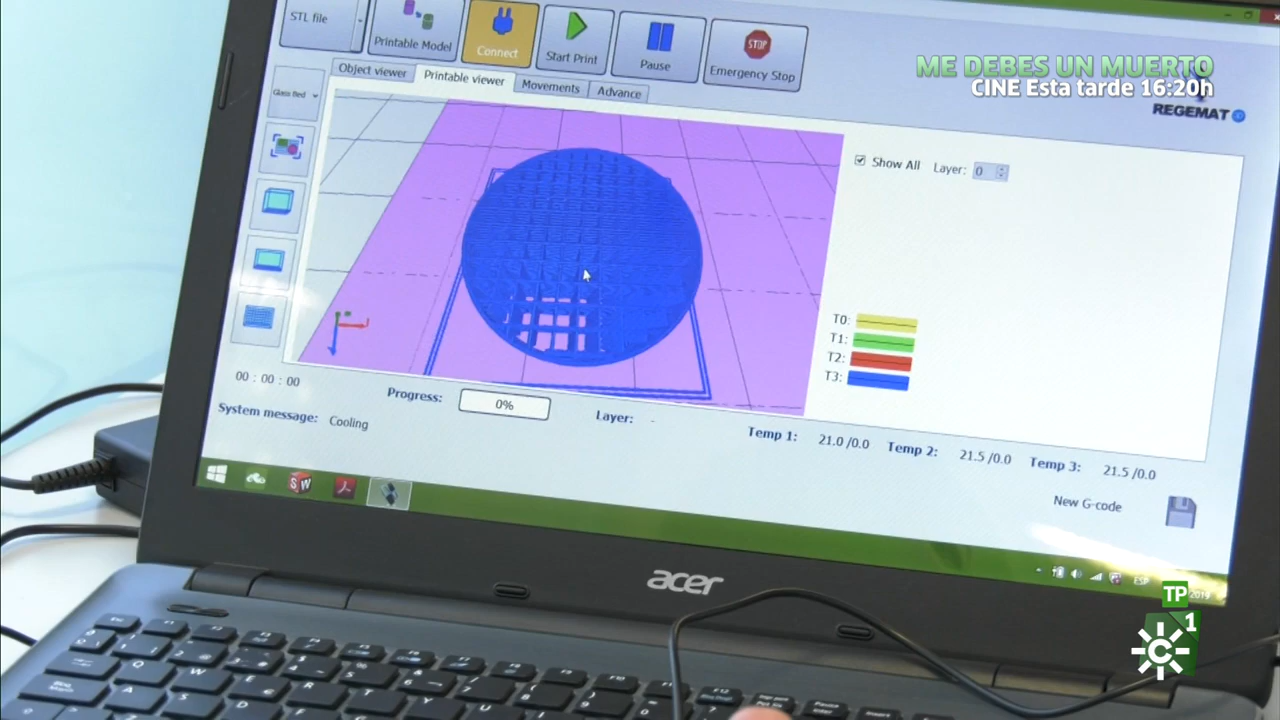 STL file
Printable Model
Connect
Start Print
Pause
STOP
Emergency Stop
ME DEBES UN MUERTO
CINE Esta tarde 16:20h
REGEMAT
Glass Bed
Object viewer
Printable viewer
Movements
Advance
Show All
Layer: 0
T0:
T1:
T2:
T3:
00 : 00 : 00
Progress: 0%
Layer: -
System message: Cooling
Temp 1: 21.0 /0.0
Temp 2: 21.5 /0.0
Temp 3: 21.5 /0.0
New G-code
SW
ESP
acer
TP 2019
1
C
Q W E R T Y U I
A S D F